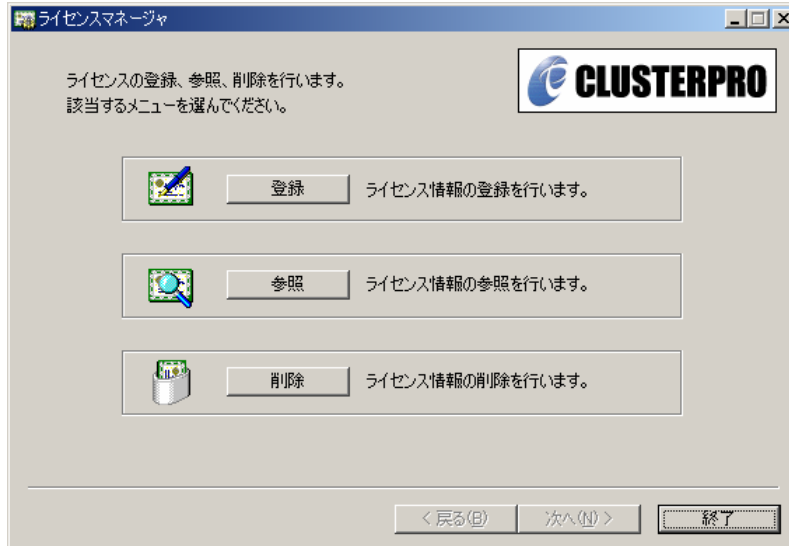 ライセンスマネージャ
ライセンスの登録、参照、削除を行います。
該当するメニューを選んでください。
CLUSTERPRO
登録 ライセンス情報の登録を行います。
参照 ライセンス情報の参照を行います。
削除 ライセンス情報の削除を行います。
< 戻る(B) 次へ(N) > 終了